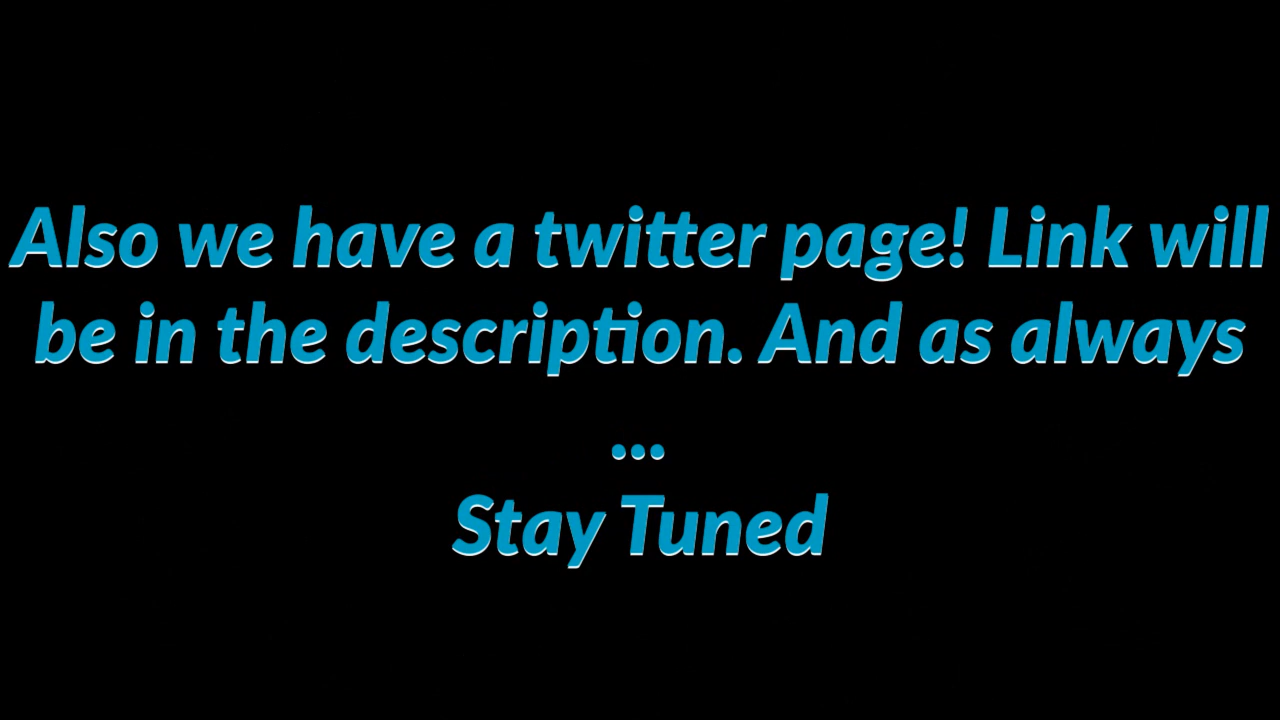 Also we have a twitter page! Link will
be in the description. And as always
...
Stay Tuned